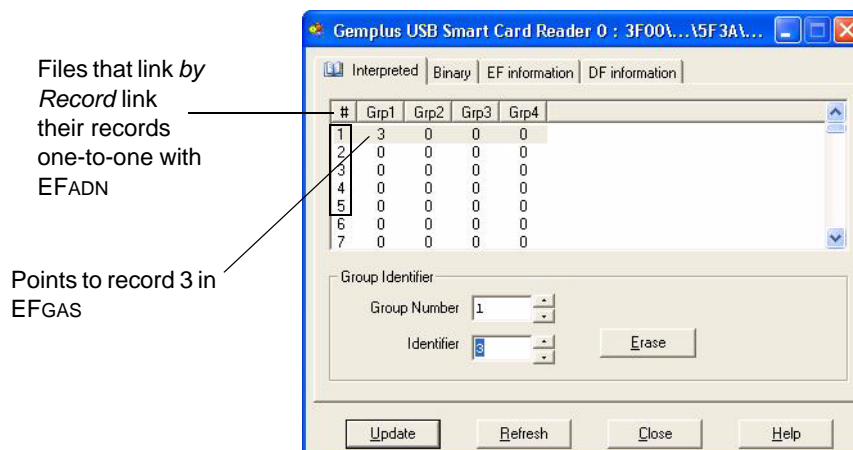 Gemplus USB Smart Card Reader 0 : 3F00\...\5F3A\...
Interpreted Binary EF information DF information
Files that link by
Record link
their records
one-to-one with
EFADN
# Grp1 Grp2 Grp3 Grp4
1 3 0 0 0
2 0 0 0 0
3 0 0 0 0
4 0 0 0 0
5 0 0 0 0
6 0 0 0 0
7 0 0 0 0
Points to record 3 in
EFGAS
Group Identifier
Group Number 1
Identifier 3
Erase
Update Refresh Close Help